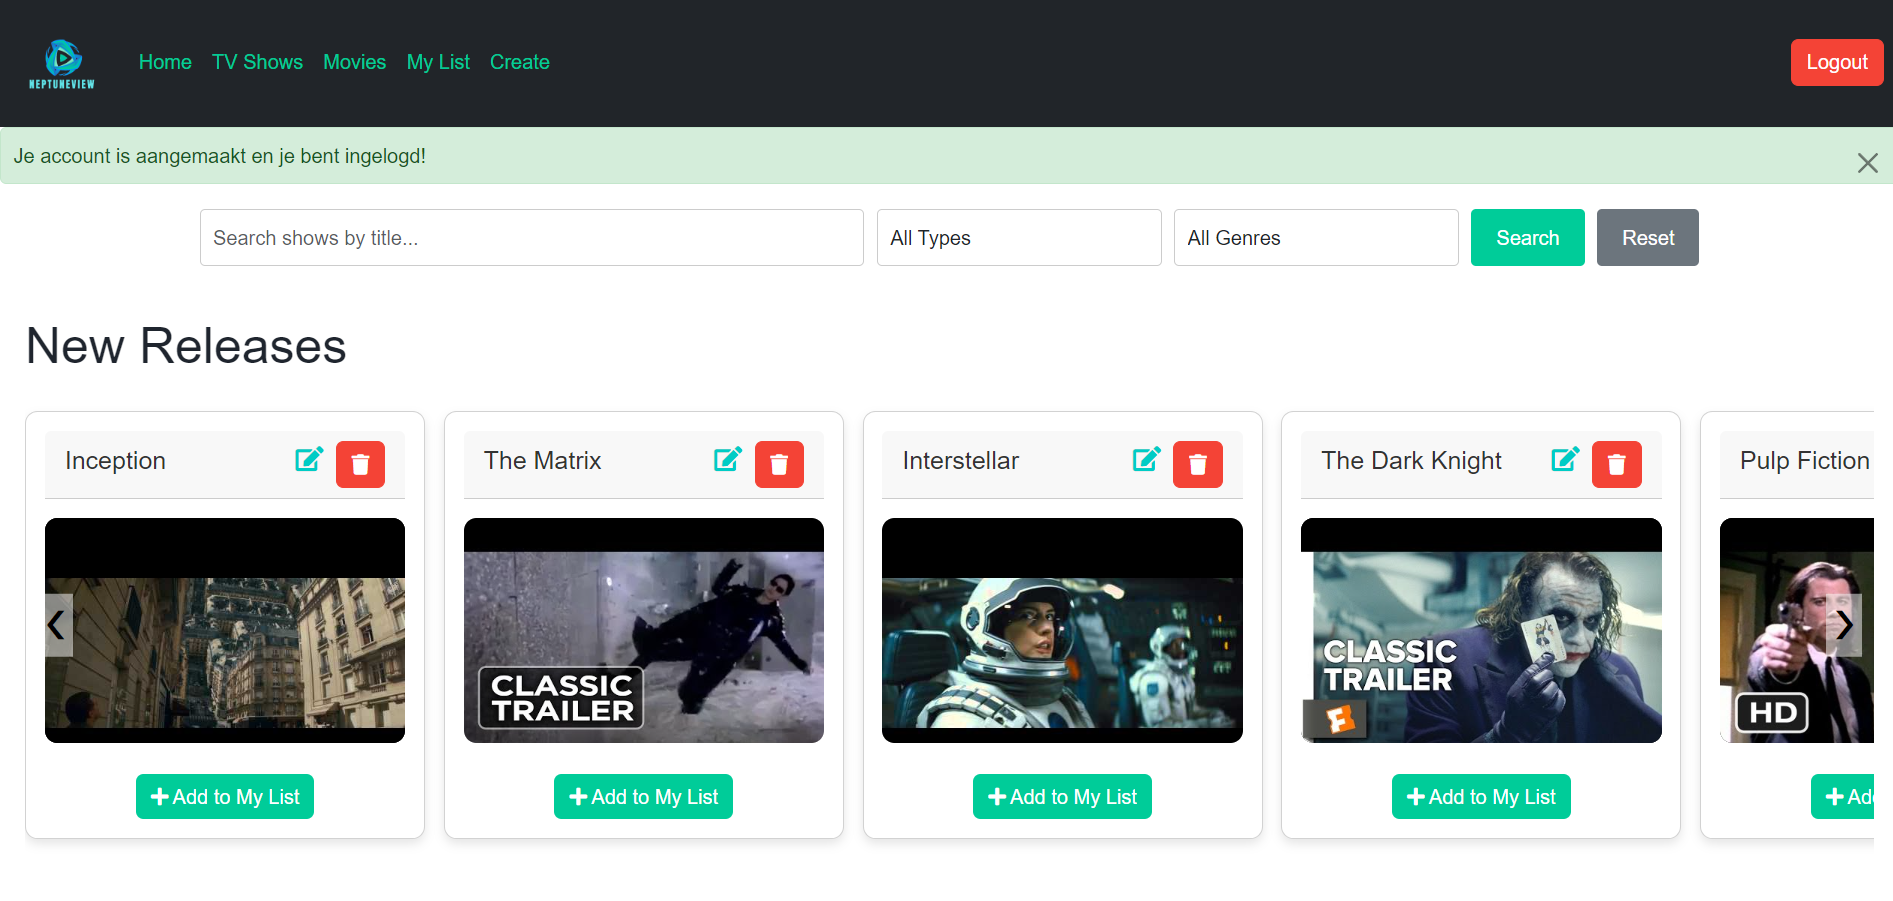 NEPTUNEVIEW
Home TV Shows Movies My List Create
Logout
Je account is aangemaakt en je bent ingelogd!
Search shows by title...
All Types
All Genres
Search
Reset
New Releases
Inception
The Matrix
Interstellar
The Dark Knight
Pulp Fiction
CLASSIC
TRAILER
CLASSIC
TRAILER
HD
Add to My List
Add to My List
Add to My List
Add to My List